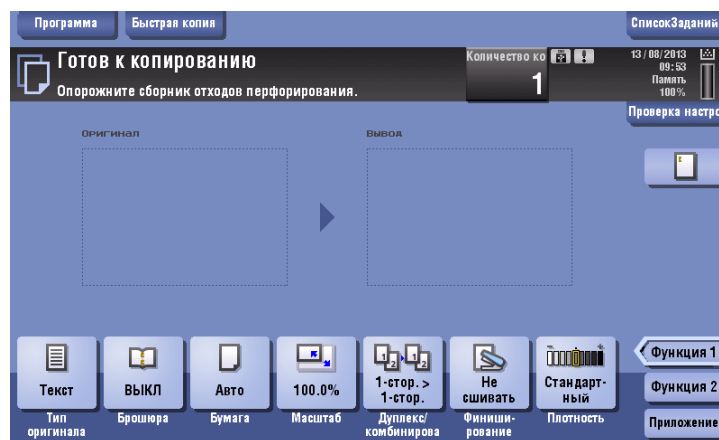 Программа
Быстрая копия
СписокЗаданий
Готов к копированию
Опорожните сборник отходов перфорирования.
Количество ко
1
13/08/2013
09:53
Память
100%
Проверка настро
Оригинал
Вывод
Текст
ВЫКЛ
Авто
100.0%
1-стор. >
1-стор.
Не
сшивать
Стандарт-
ный
Тип
оригинала
Брошюра
Бумага
Масштаб
Дуплекс/
комбинирова
Финиши-
рование
Плотность
Функция 1
Функция 2
Приложение